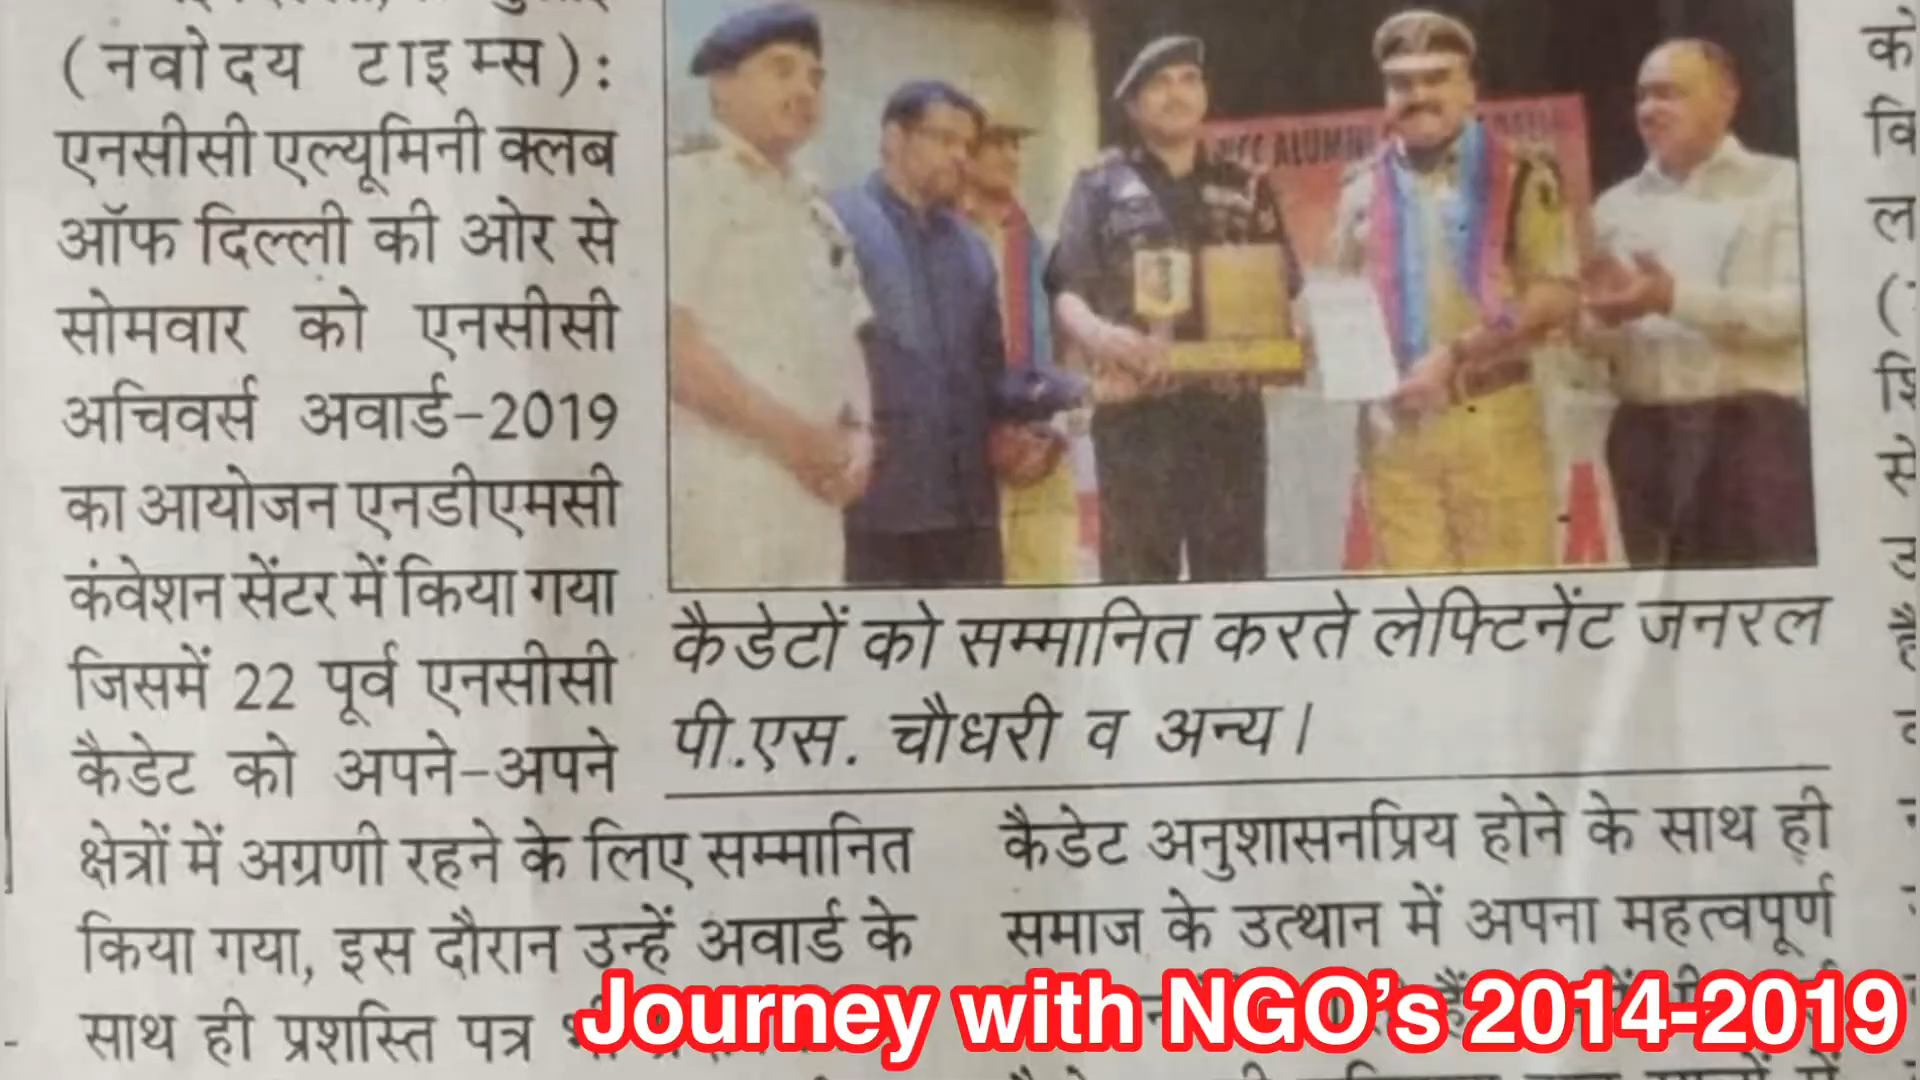 (नवोदय टाइम्स):
एनसीसी एल्यूमिनी क्लब
ऑफ दिल्ली की ओर से
सोमवार को एनसीसी
अचिवर्स अवार्ड-2019
का आयोजन एनडीएमसी
कंवेशन सेंटर में किया गया
जिसमें 22 पूर्व एनसीसी
कैडेट को अपने-अपने
क्षेत्रों में अग्रणी रहने के लिए सम्मानित
किया गया, इस दौरान उन्हें अवार्ड के
साथ ही प्रशस्ति पत्र
NCC ALUMNI
कैडेटों को सम्मानित करते लेफ्टिनेंट जनरल
पी.एस. चौधरी व अन्य।
कैडेट अनुशासनप्रिय होने के साथ ही
समाज के उत्थान में अपना महत्वपूर्ण
Journey with NGO’s 2014-2019